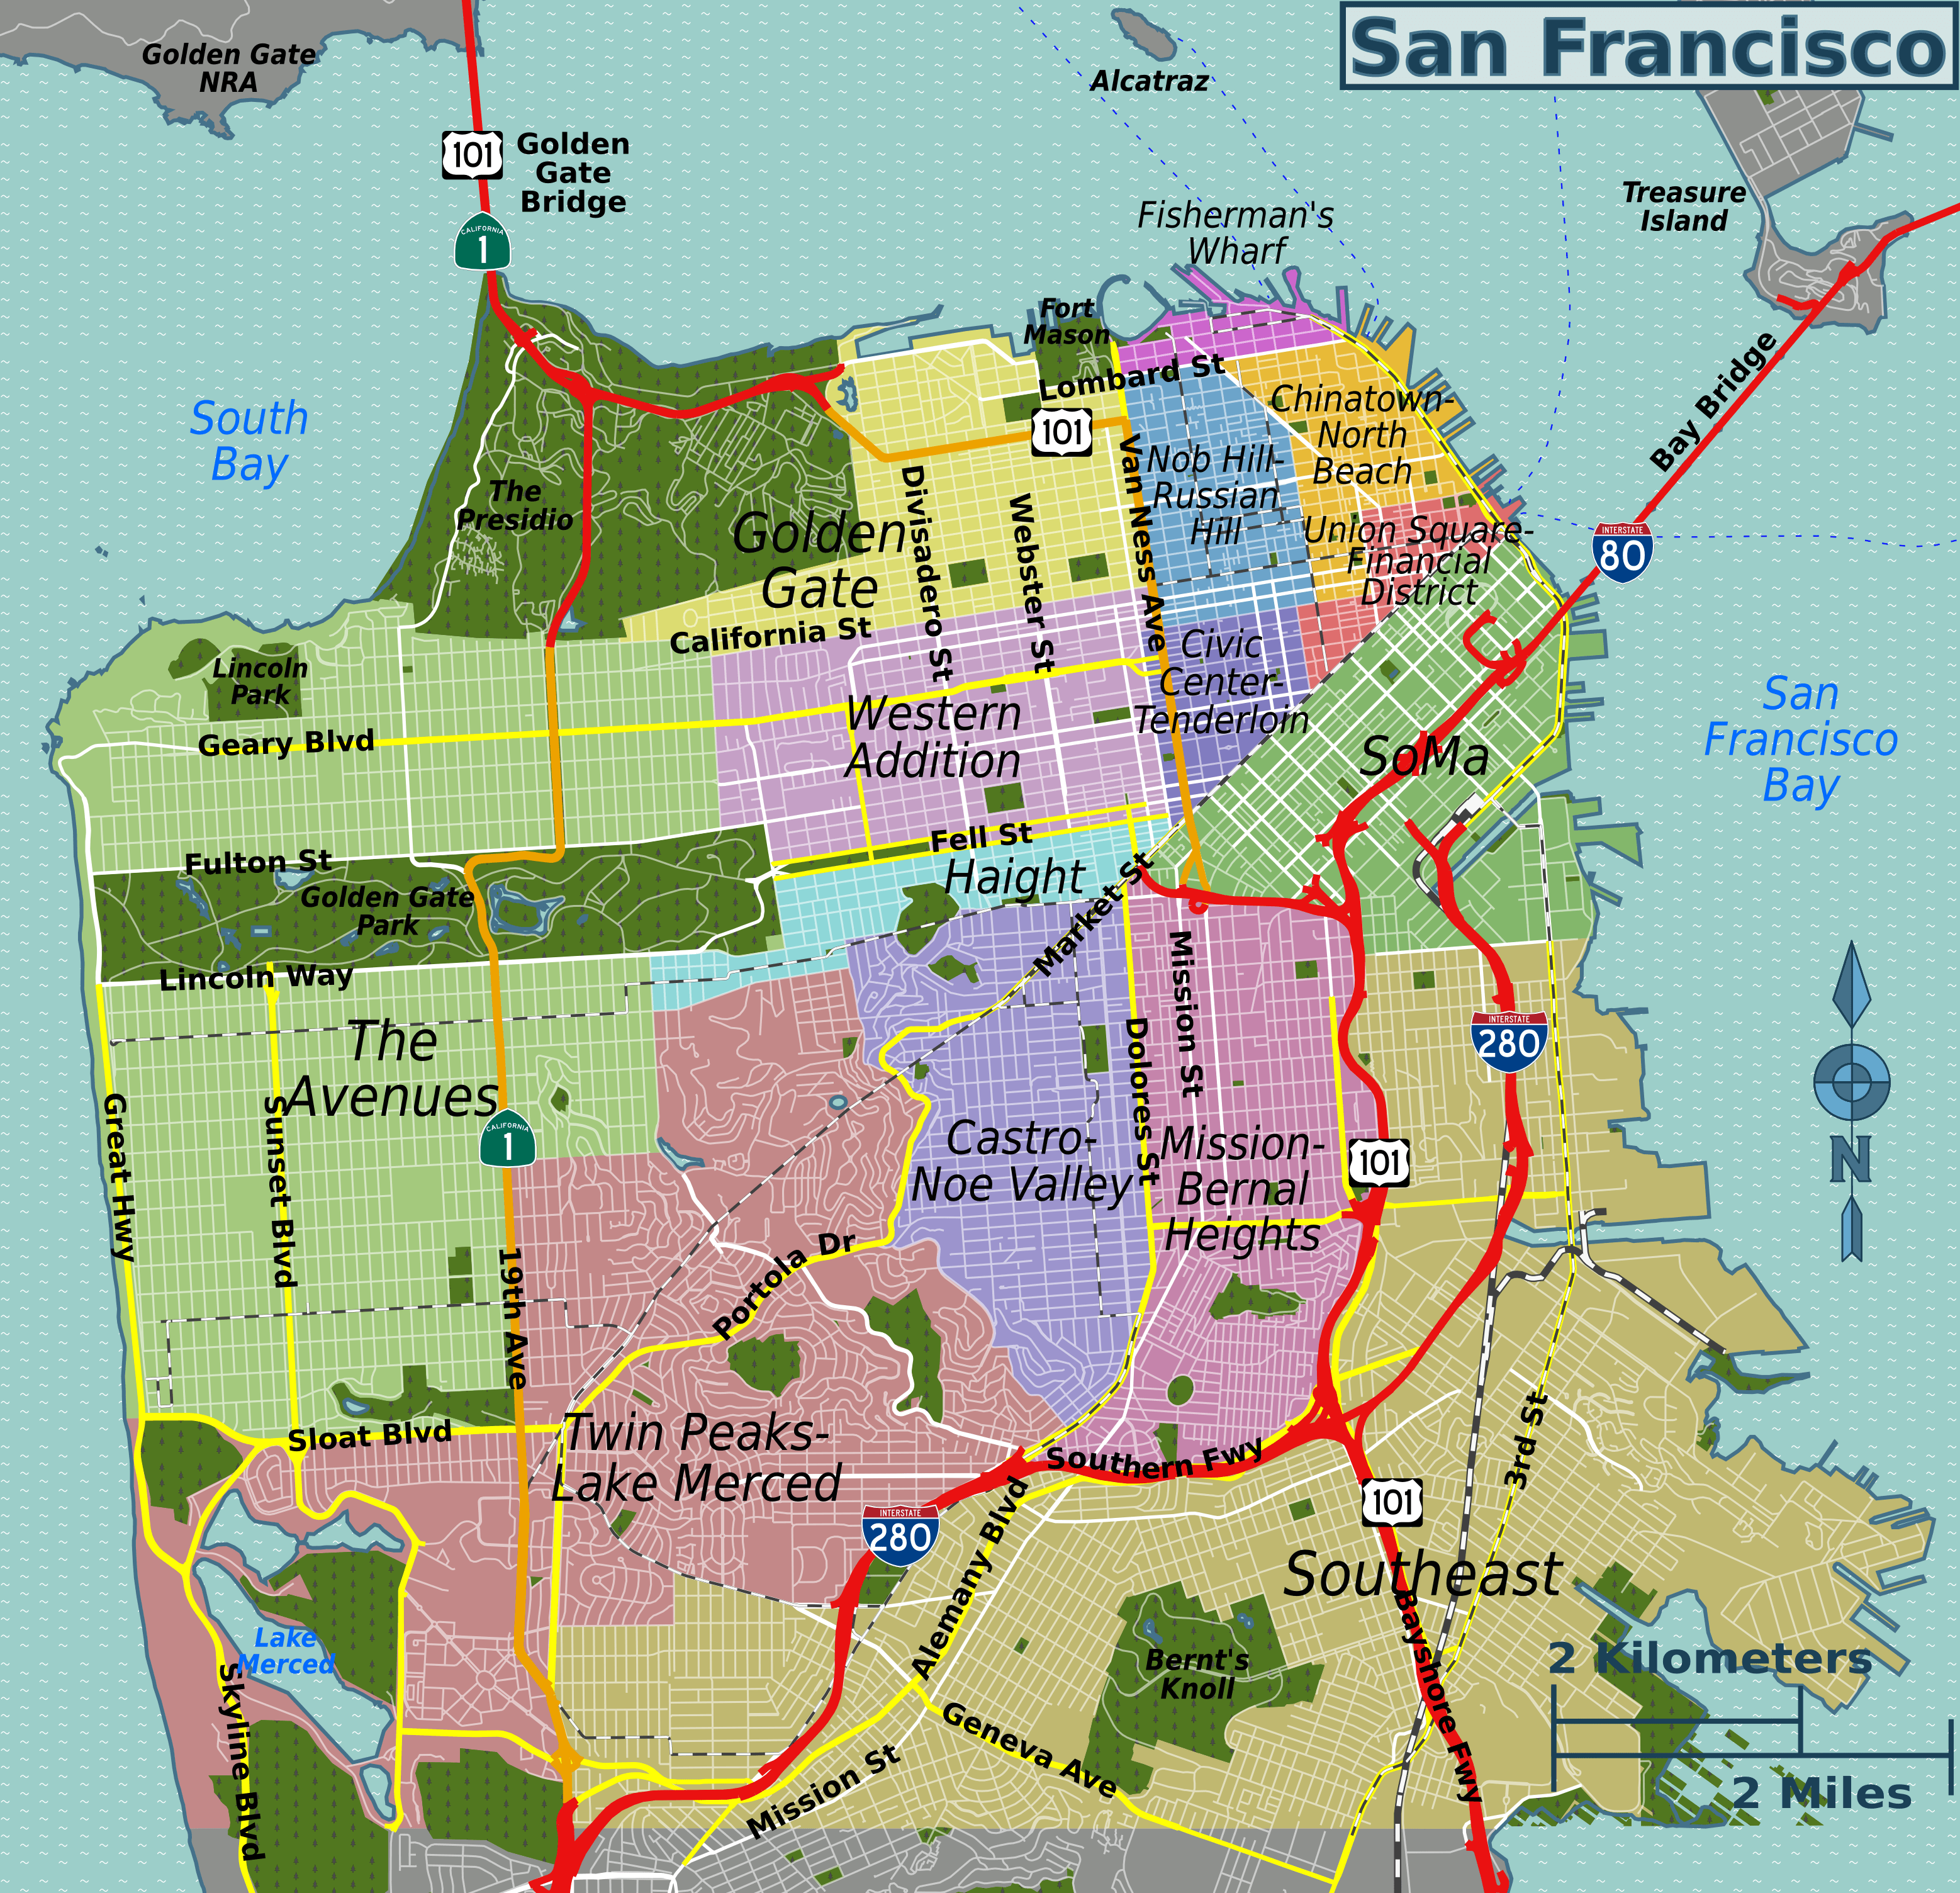 San Francisco
Golden Gate
NRA
Alcatraz
101
Golden
Gate
Bridge
CALIFORNIA
1
Treasure
Island
Fisherman's
Wharf
Fort
Mason
Lombard St
101
Bay Bridge
South
Bay
Chinatown-
North
Beach
Nob Hill-
Russian
Hill
The
Presidio
Golden
Gate
Divisadero St
Webster St
Van Ness Ave
Union Square-
Financial
District
INTERSTATE
80
California St
Lincoln
Park
Civic
Center-
Tenderloin
San
Francisco
Bay
Geary Blvd
Western
Addition
SoMa
Fulton St
Fell St
Haight
Golden Gate
Park
Market St
Lincoln Way
Mission St
The
Avenues
INTERSTATE
280
Dolores St
Great Hwy
Sunset Blvd
CALIFORNIA
1
Castro-
Noe Valley
Mission-
Bernal
Heights
101
N
19th Ave
Portola Dr
Sloat Blvd
Twin Peaks-
Lake Merced
Southern Fwy
3rd St
INTERSTATE
280
Alemany Blvd
101
Southeast
Bayshore Fwy
Lake
Merced
Skyline Blvd
Bernt's
Knoll
2 Kilometers
Geneva Ave
Mission St
2 Miles